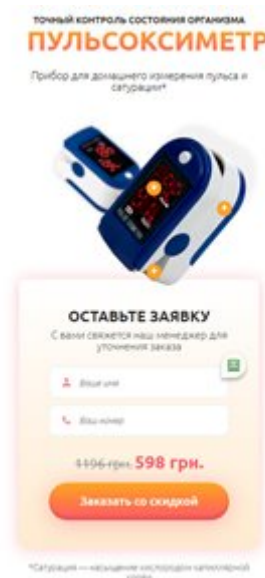 ТОЧНЫЙ КОНТРОЛЬ СОСТОЯНИЯ ОРГАНИЗМА
ПУЛЬСОКСИМЕТР
Прибор для домашнего измерения пульса и
сатурации*
ОСТАВЬТЕ ЗАЯВКУ
С вами свяжется наш менеджер для
уточнения заказа
Ваше имя
Ваш номер
1196 грн. 598 грн.
Заказать со скидкой
*Сатурация — насыщение кислородом капиллярной
крови